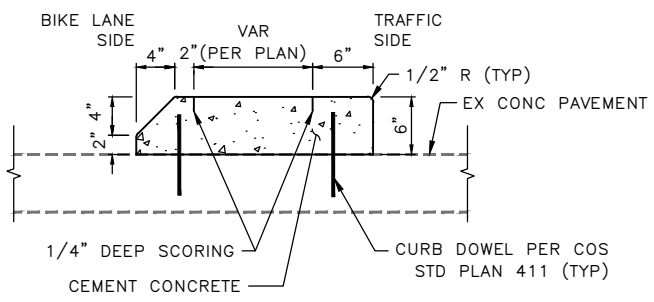 BIKE LANE
SIDE
VAR
(PER PLAN)
TRAFFIC
SIDE
4"
2"
6"
1/2" R (TYP)
EX CONC PAVEMENT
4"
2"
6"
1/4" DEEP SCORING
CEMENT CONCRETE
CURB DOWEL PER COS
STD PLAN 411 (TYP)